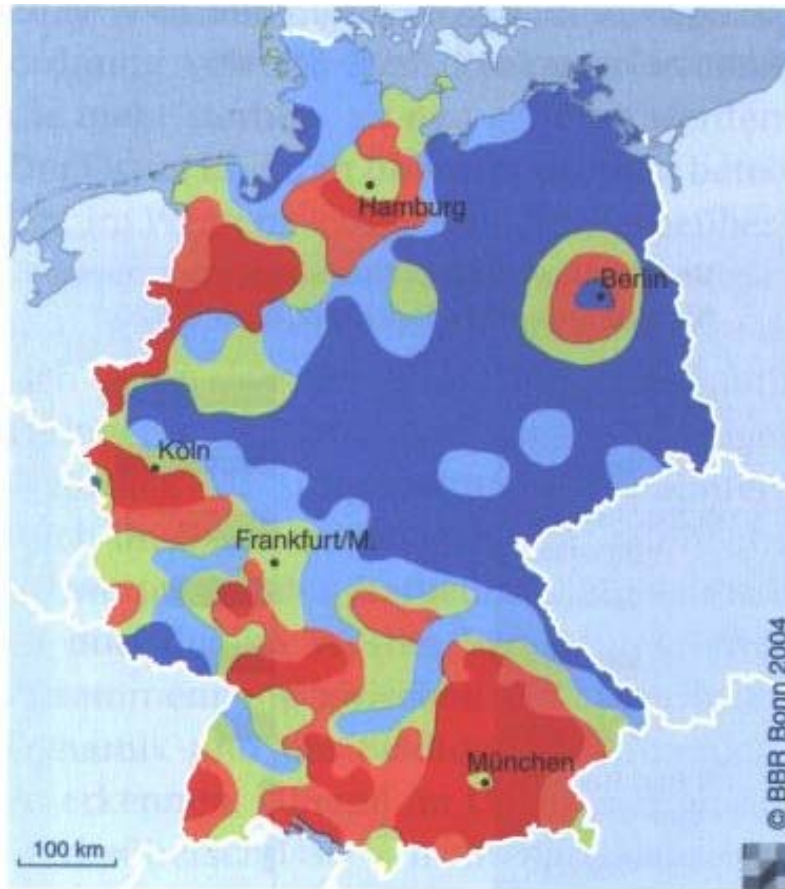 Hamburg
Berlin
Köln
Frankfurt/M.
München
100 km
© BBR Bonn 2004